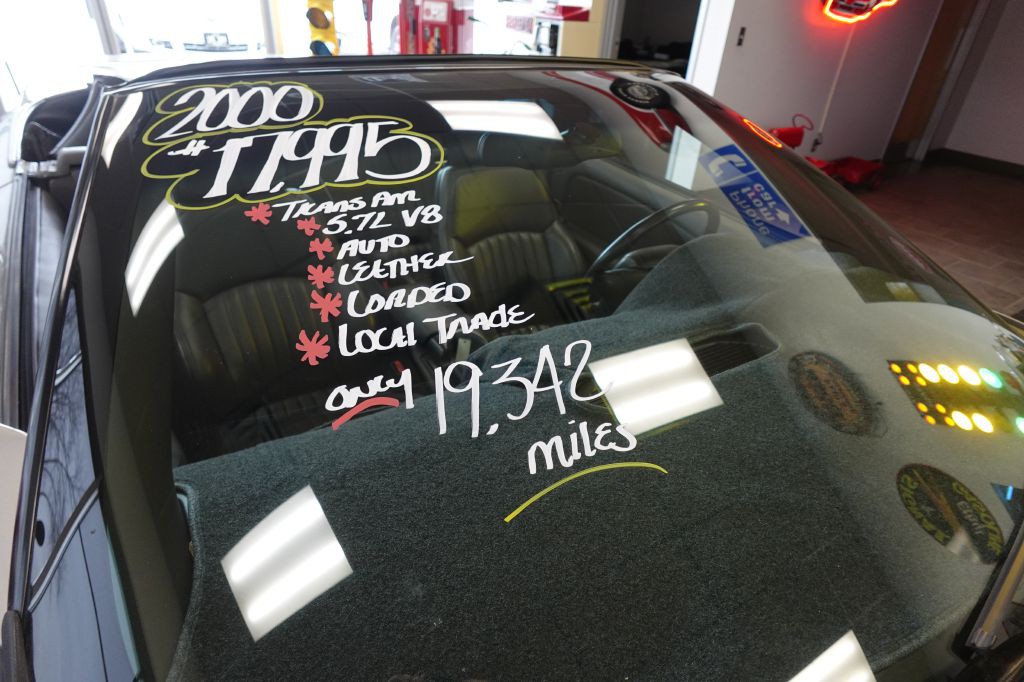 2000
$17,995
* TRANS AM
* 5.7L V8
* AUTO
* LEATHER
* LOADED
* LOCAL TRADE
ONLY 19,342
miles